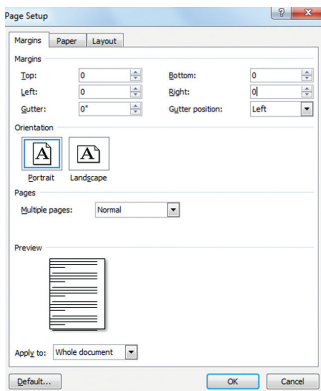 Page Setup
Margins Paper Layout
Margins
Top: 0 Bottom: 0
Left: 0 Right: 0
Gutter: 0" Gutter position: Left
Orientation
A A
Portrait Landscape
Pages
Multiple pages: Normal
Preview
Apply to: Whole document
Default... OK Cancel